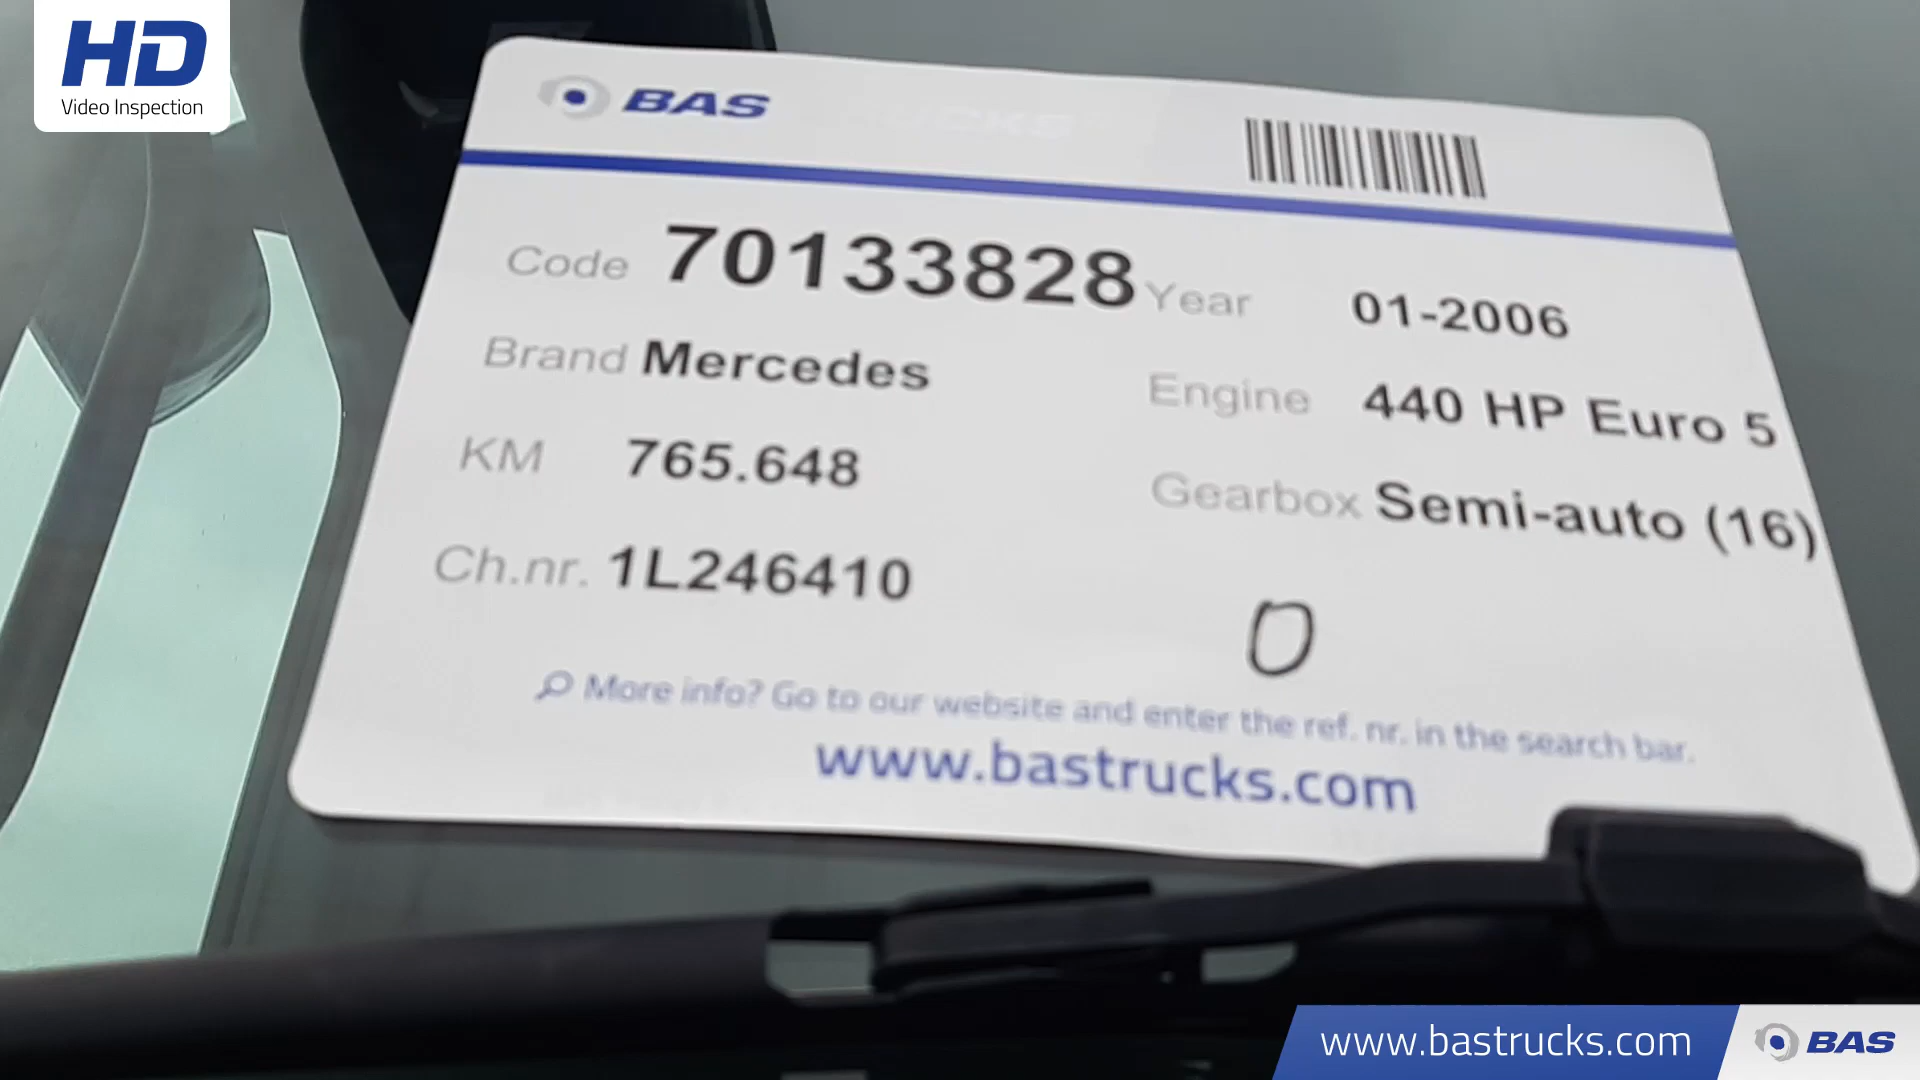 HD
Video Inspection
BAS
Code 70133828
Year 01-2006
Brand Mercedes
Engine 440 HP Euro 5
KM 765.648
Gearbox Semi-auto (16)
Ch.nr. 1L246410
0
More info? Go to our website and enter the ref. nr. in the search bar.
www.bastrucks.com
www.bastrucks.com
BAS